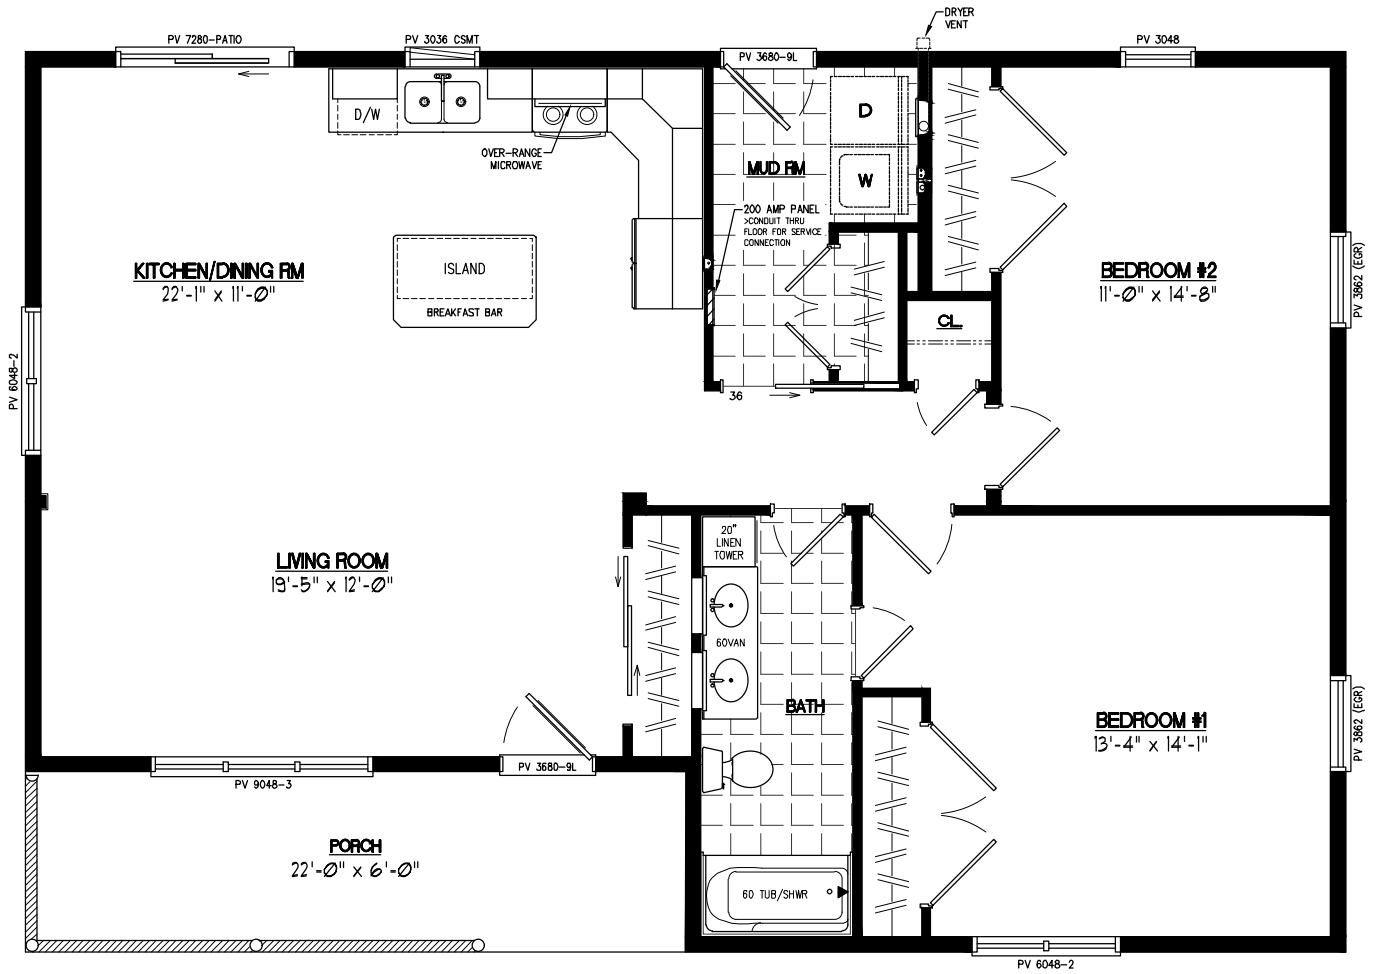 DRYER
VENT
PV 7280-PATIO
PV 3036 CSMT
PV 3680-9L
PV 3048
D/W
OVER-RANGE
MICROWAVE
D
W
MUD RM
200 AMP PANEL
>CONDUIT THRU
FLOOR FOR SERVICE
CONNECTION
KITCHEN/DINING RM
22'-1" x 11'-0"
ISLAND
BREAKFAST BAR
BEDROOM #2
11'-0" x 14'-8"
PV 3862 (EGR)
CL.
PV 6048-2
36
20"
LINEN
TOWER
LIVING ROOM
19'-5" x 12'-0"
60VAN
BATH
BEDROOM #1
13'-4" x 14'-1"
PV 3862 (EGR)
PV 9048-3
PV 3680-9L
PORCH
22'-0" x 6'-0"
60 TUB/SHWR
PV 6048-2